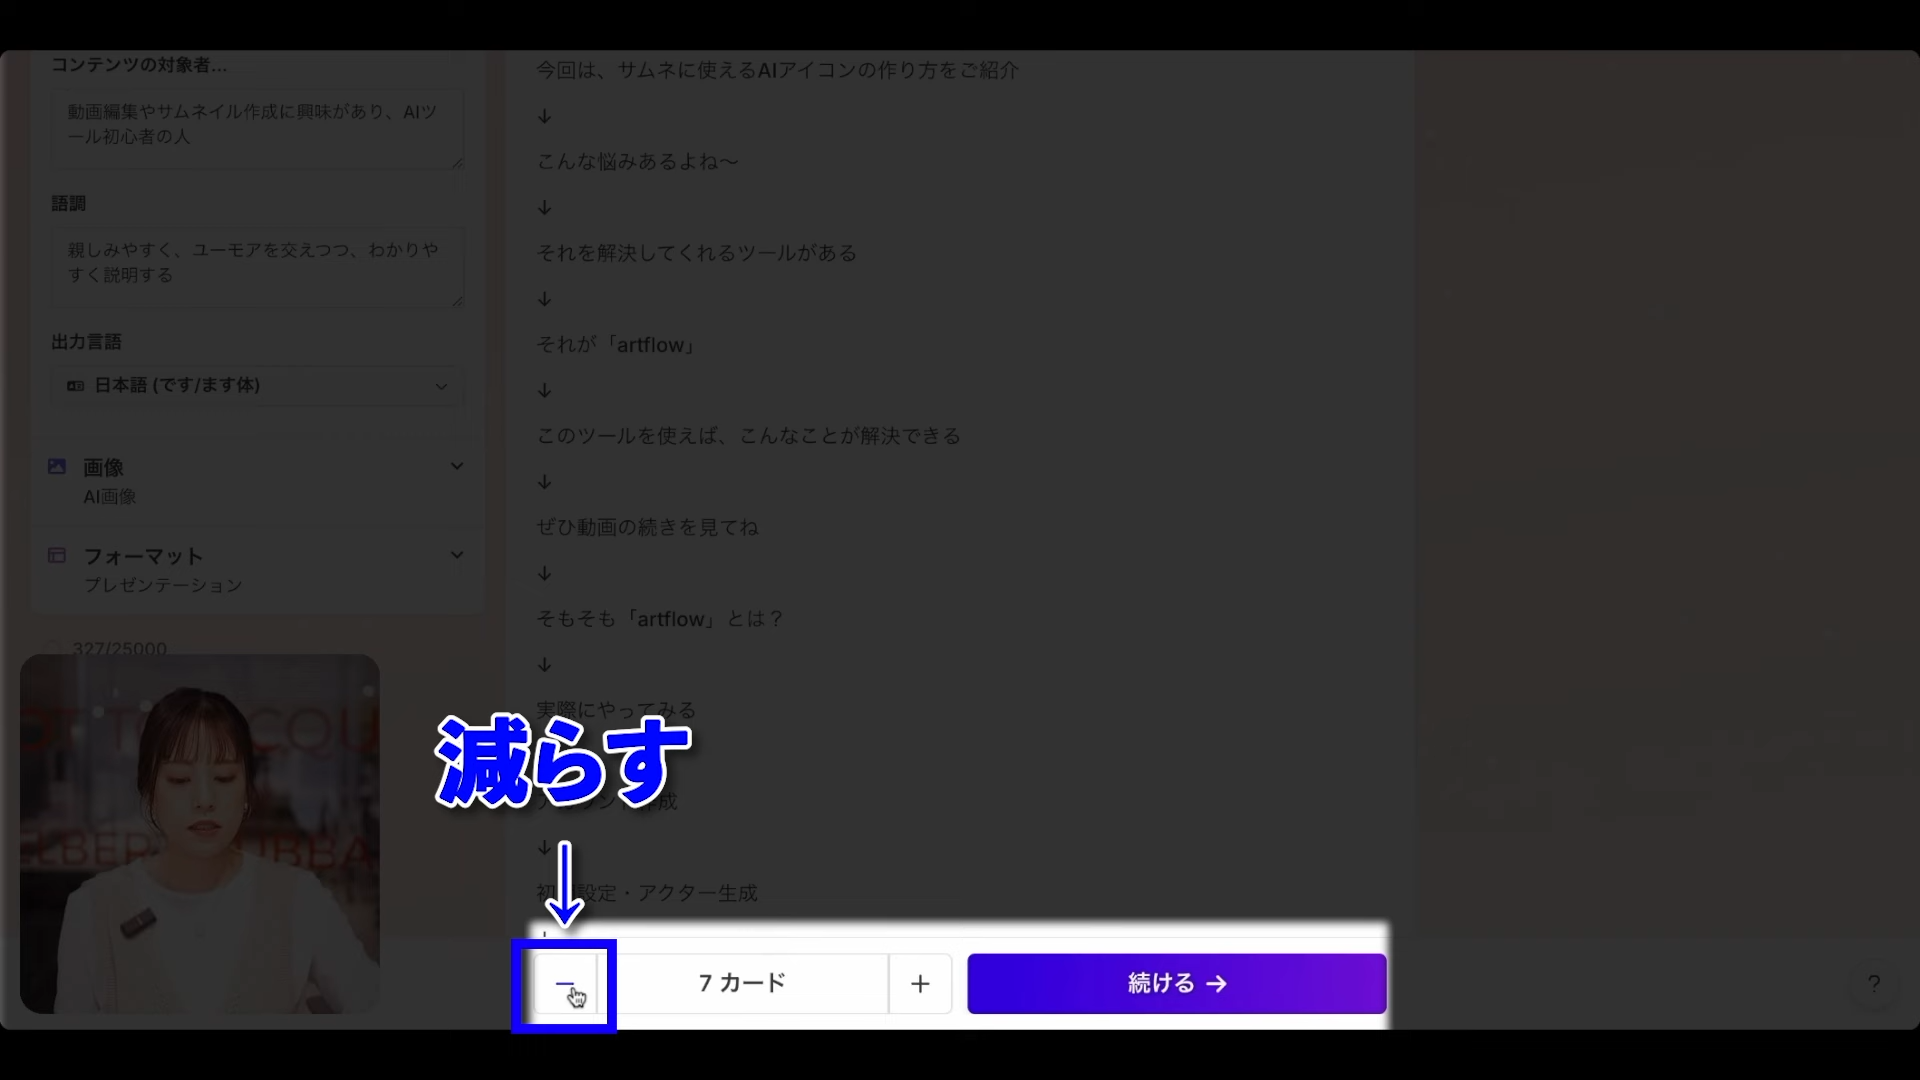 コンテンツの対象者...
動画編集やサムネイル作成に興味があり、AIツ
ール初心者の人
語調
親しみやすく、ユーモアを交えつつ、わかりや
すく説明する
出力言語
日本語 (です/ます体)
画像
AI画像
フォーマット
プレゼンテーション
327/25000
今回は、サムネに使えるAIアイコンの作り方をご紹介
↓
こんな悩みあるよね〜
↓
それを解決してくれるツールがある
↓
それが「artflow」
↓
このツールを使えば、こんなことが解決できる
↓
ぜひ動画の続きを見てね
↓
そもそも「artflow」とは？
↓
実際にやってみる
減らす
作成
↓
設定・アクター生成
↓
− 7 カード +
続ける →
?